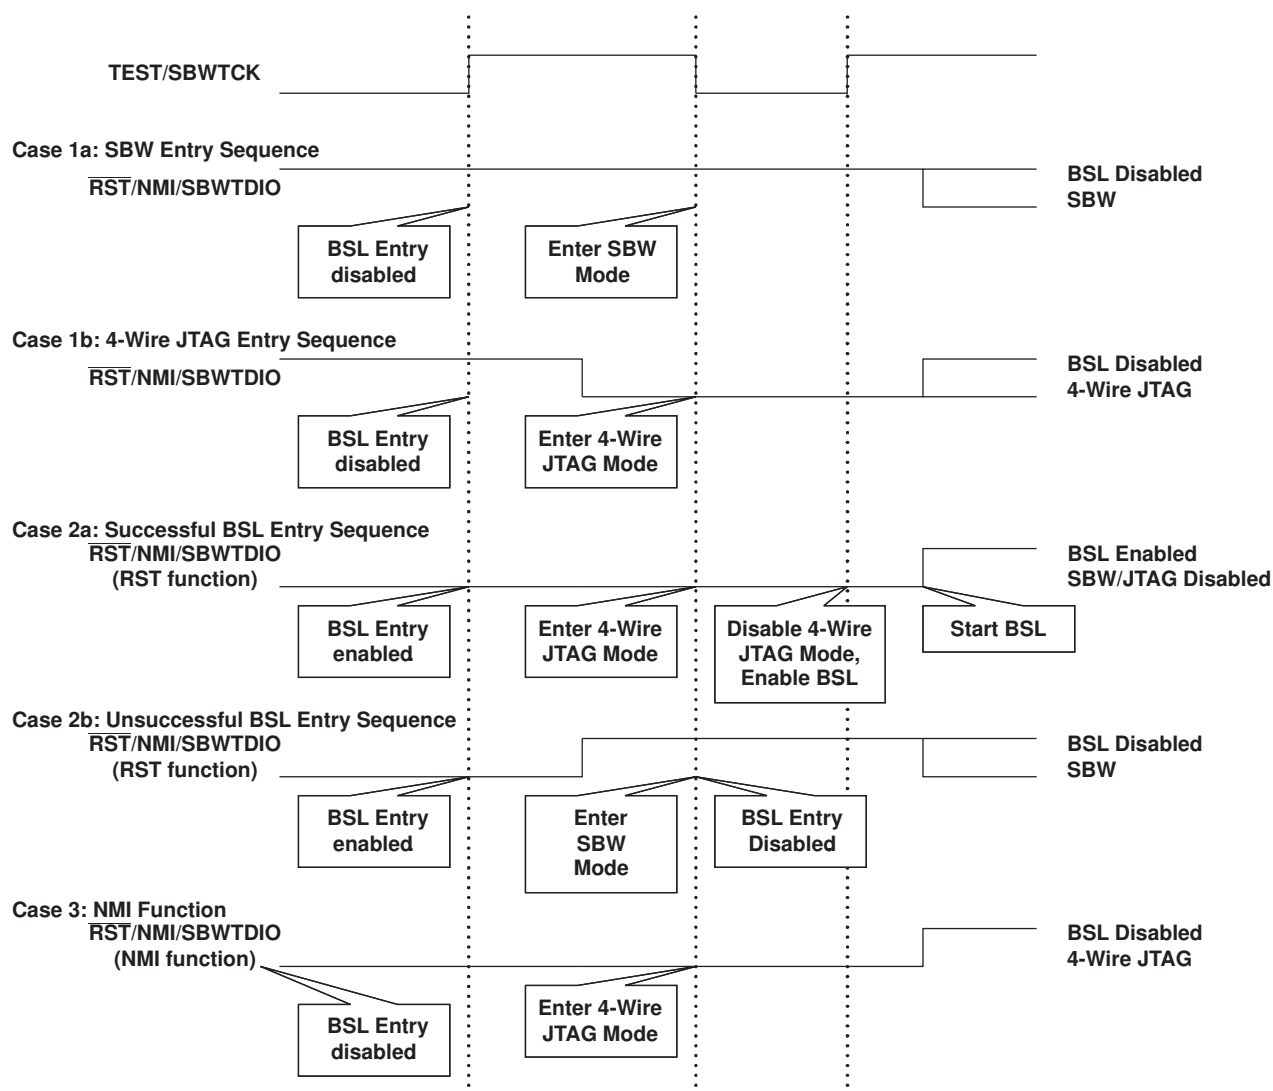 TEST/SBWTCK
Case 1a: SBW Entry Sequence
RST/NMI/SBWTDIO
BSL Disabled
SBW
BSL Entry
disabled
Enter SBW
Mode
Case 1b: 4-Wire JTAG Entry Sequence
RST/NMI/SBWTDIO
BSL Disabled
4-Wire JTAG
BSL Entry
disabled
Enter 4-Wire
JTAG Mode
Case 2a: Successful BSL Entry Sequence
RST/NMI/SBWTDIO
(RST function)
BSL Enabled
SBW/JTAG Disabled
BSL Entry
enabled
Enter 4-Wire
JTAG Mode
Disable 4-Wire
JTAG Mode,
Enable BSL
Start BSL
Case 2b: Unsuccessful BSL Entry Sequence
RST/NMI/SBWTDIO
(RST function)
BSL Disabled
SBW
BSL Entry
enabled
Enter
SBW
Mode
BSL Entry
Disabled
Case 3: NMI Function
RST/NMI/SBWTDIO
(NMI function)
BSL Disabled
4-Wire JTAG
BSL Entry
disabled
Enter 4-Wire
JTAG Mode